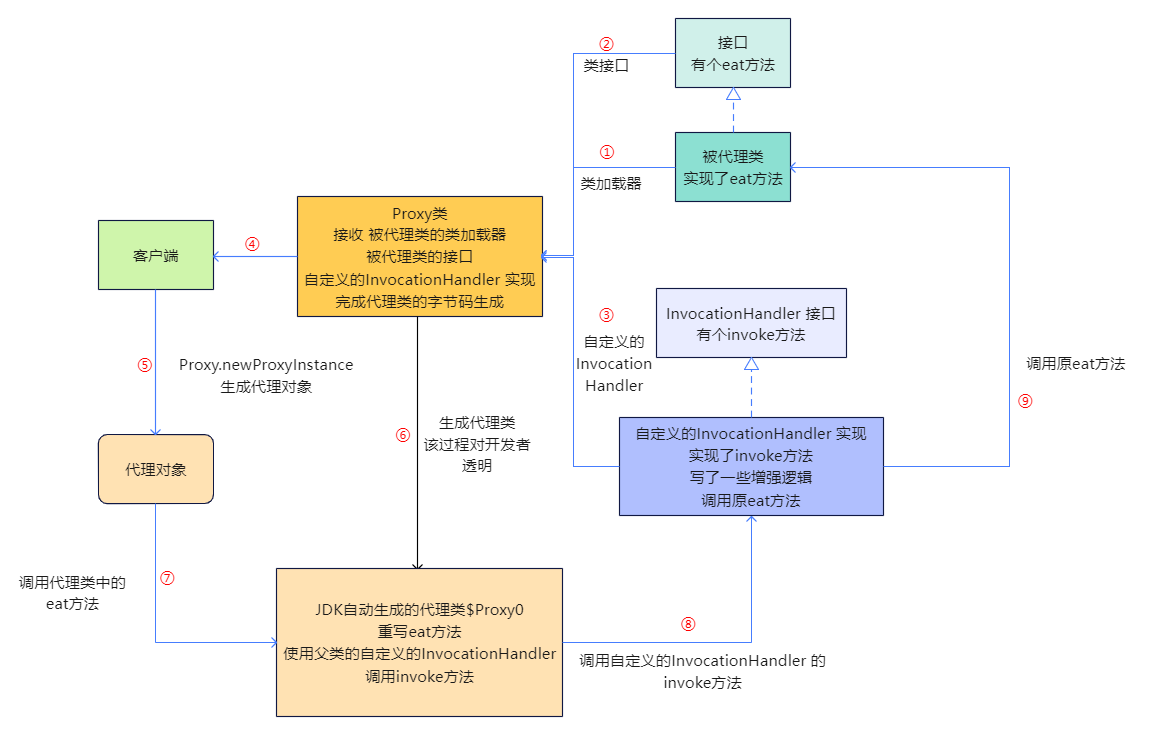 ②
类接口
接口
有个eat方法
①
类加载器
被代理类
实现了eat方法
Proxy类
接收 被代理类的类加载器
被代理类的接口
自定义的InvocationHandler 实现
完成代理类的字节码生成
④
客户端
③
自定义的
Invocation
Handler
InvocationHandler 接口
有个invoke方法
⑤
Proxy.newProxyInstance
生成代理对象
调用原eat方法
⑨
⑥
生成代理类
该过程对开发者
透明
自定义的InvocationHandler 实现
实现了invoke方法
写了一些增强逻辑
调用原eat方法
代理对象
调用代理类中的
eat方法
⑦
JDK自动生成的代理类$Proxy0
重写eat方法
使用父类的自定义的InvocationHandler
调用invoke方法
⑧
调用自定义的InvocationHandler 的
invoke方法